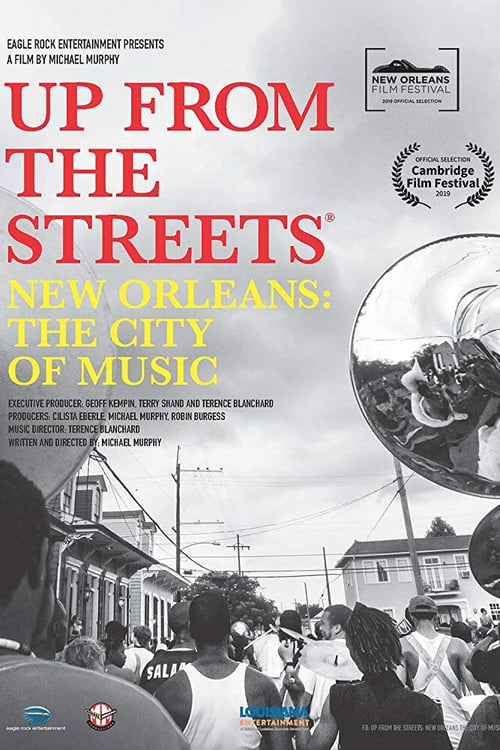 EAGLE ROCK ENTERTAINMENT PRESENTS
A FILM BY MICHAEL MURPHY
NEW ORLEANS
FILM FESTIVAL
2019 OFFICIAL SELECTION
UP FROM
THE
STREETS®
OFFICIAL SELECTION
Cambridge
Film Festival
2019
NEW ORLEANS:
THE CITY
OF MUSIC
EXECUTIVE PRODUCER: GEOFF KEMPIN, TERRY SHAND AND TERENCE BLANCHARD
PRODUCERS: CILISTA EBERLE, MICHAEL MURPHY, ROBIN BURGESS
MUSIC DIRECTOR: TERENCE BLANCHARD
WRITTEN AND DIRECTED BY: MICHAEL MURPHY
SALA
eagle rock entertainment
LOUISIANA
ENTERTAINMENT
FB: UP FROM THE STREETS: NEW ORLEANS THE CITY OF MUSIC